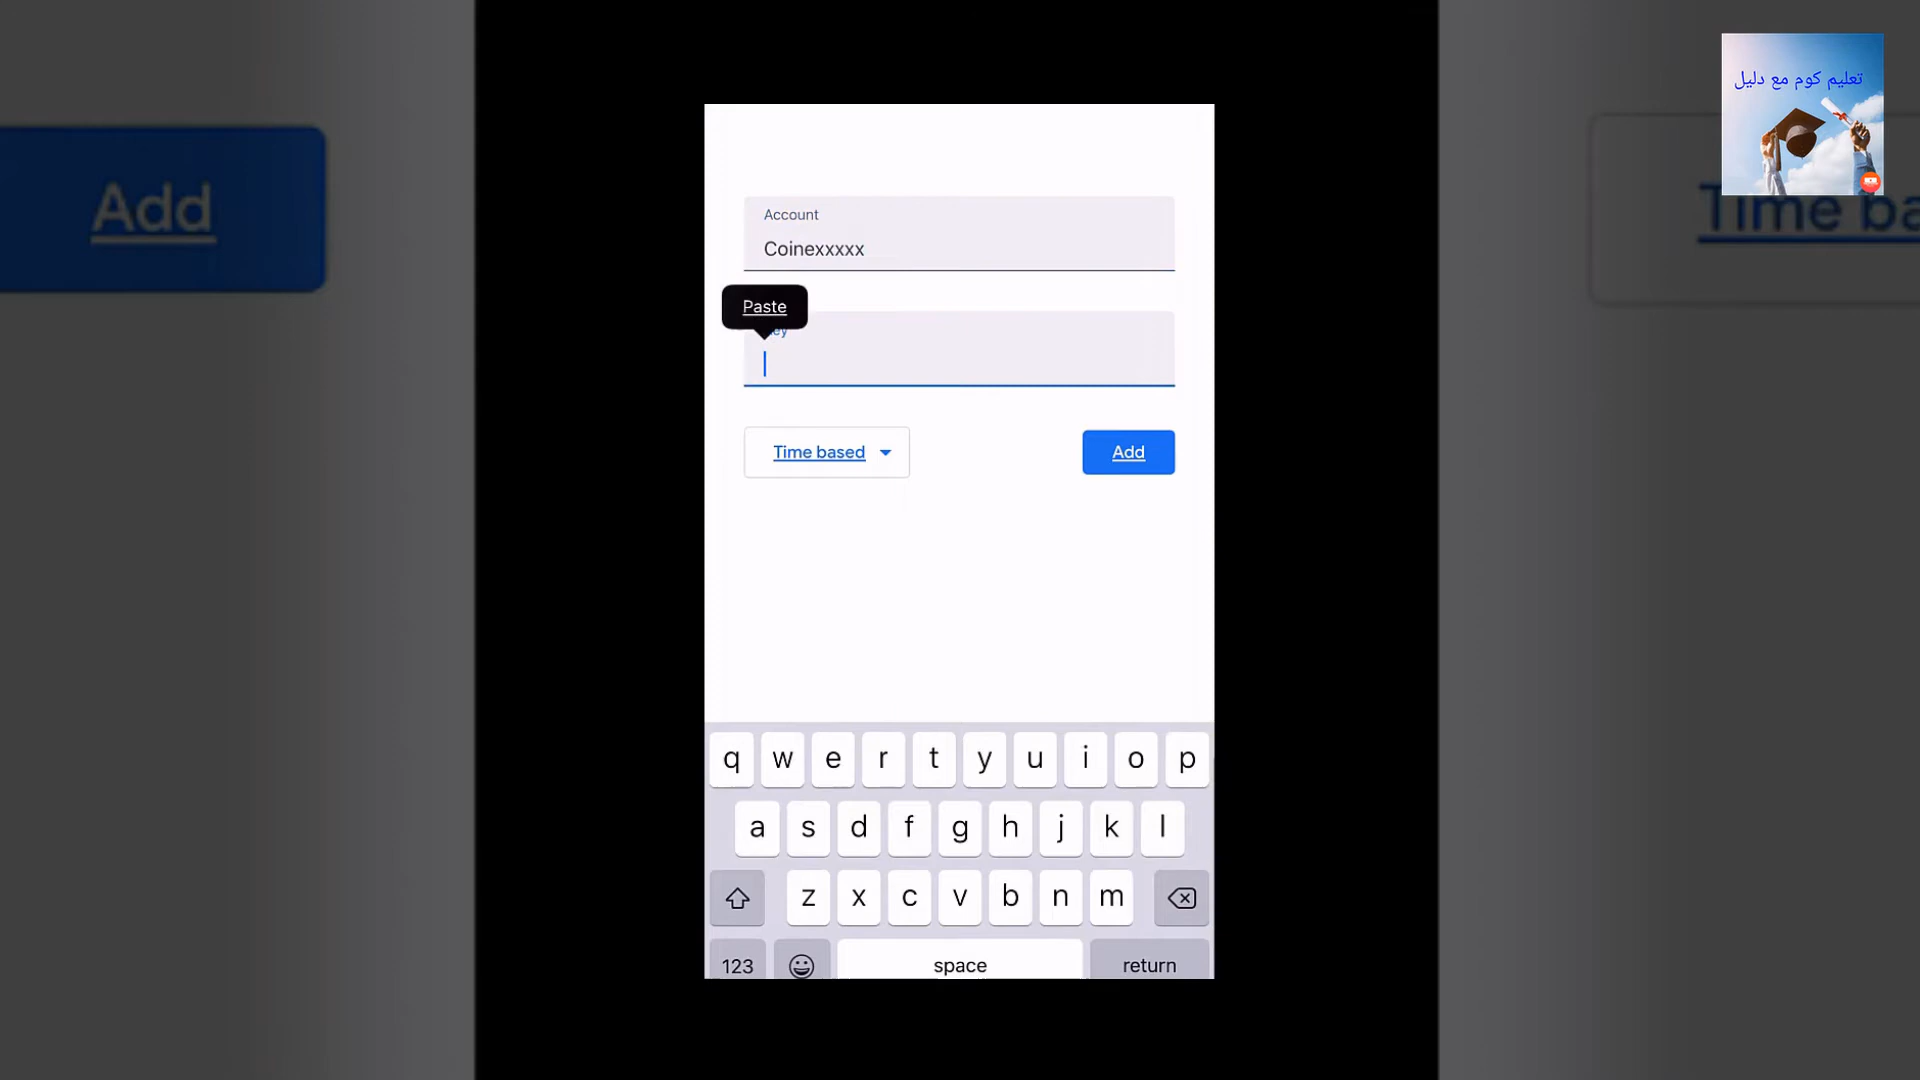 Add
تعليم كوم مع دليل
Time ba
Account
Coinexxxxx
Paste
Time based
Add
q w e r t y u i o p
a s d f g h j k l
z x c v b n m
123 space return